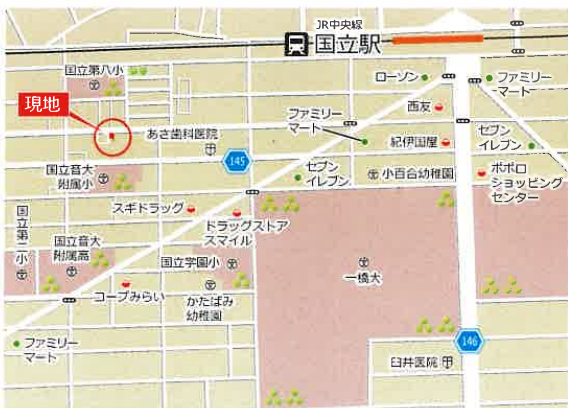 JR中央線
国立駅
国立第八小
ローソン
ファミリー
マート
現地
西友
ファミリー
マート
あさ歯科医院
紀伊国屋
セブン
イレブン
145
国立音大
附属小
セブン
イレブン
小百合幼稚園
ポポロ
ショッピング
センター
スギドラッグ
ドラッグストア
スマイル
国立第二小
国立音大
附属高
国立学園小
一橋大
コープみらい
かたばみ
幼稚園
ファミリー
マート
146
臼井医院